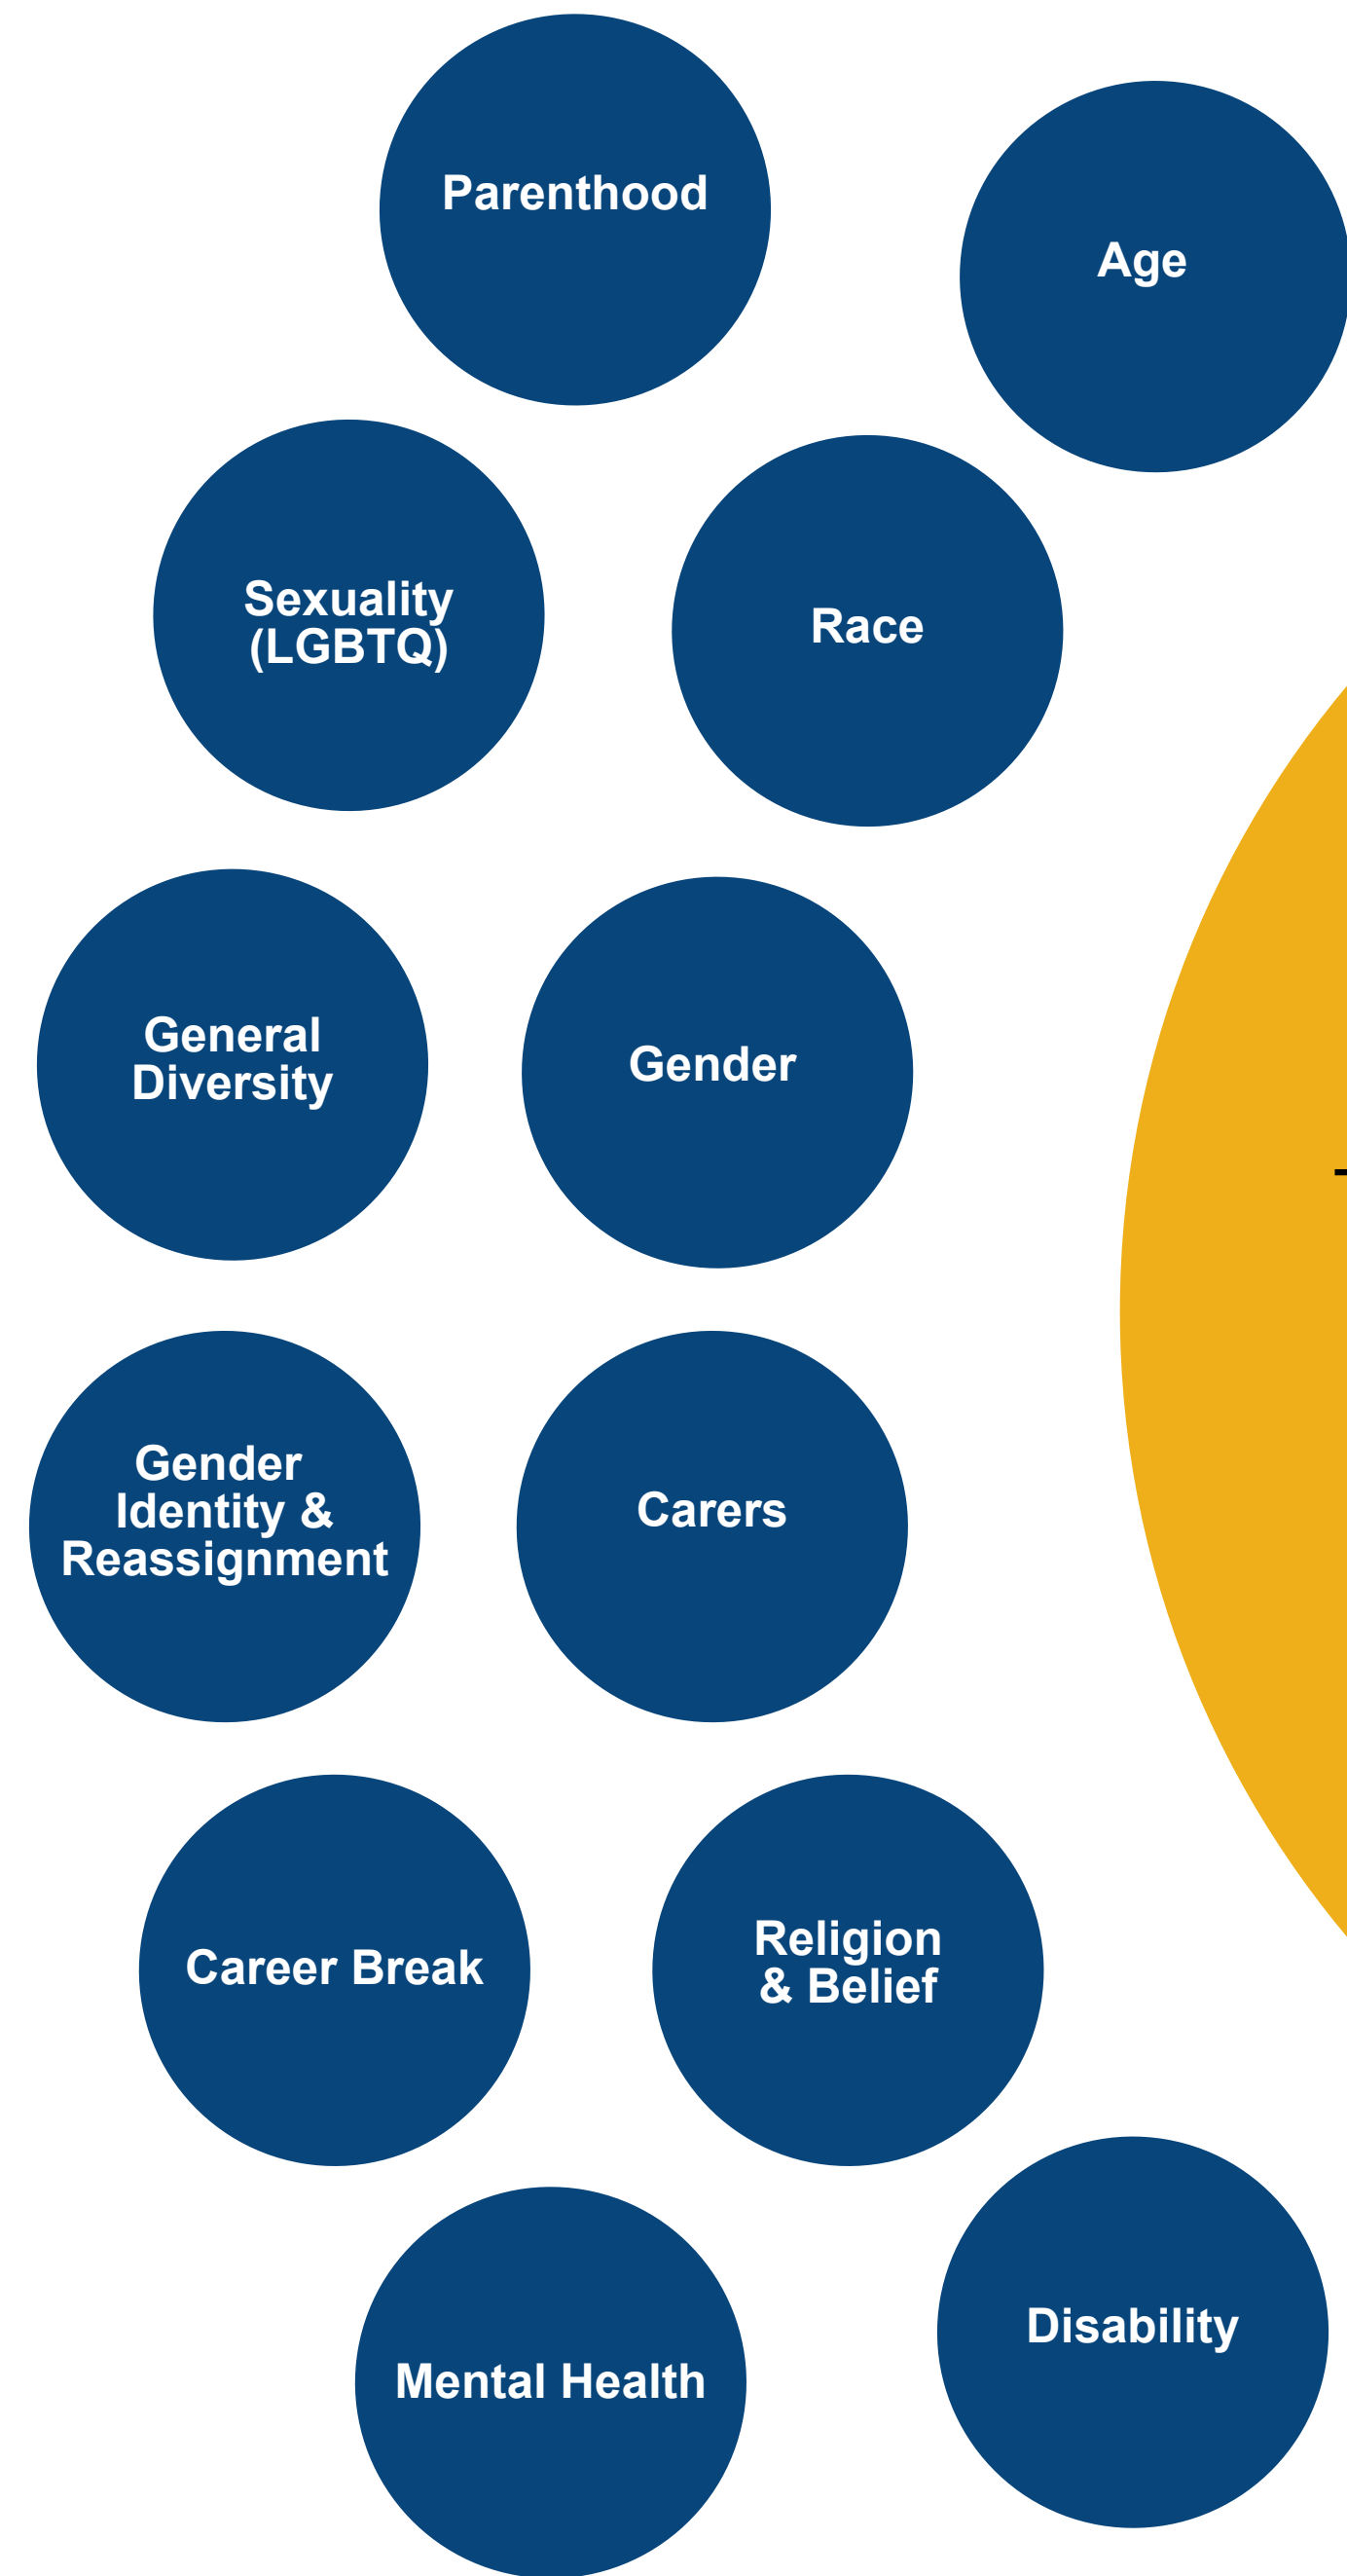 Parenthood
Age
Sexuality
(LGBTQ)
Race
General
Diversity
Gender
Gender
Identity &
Reassignment
Carers
Career Break
Religion
& Belief
Disability
Mental Health